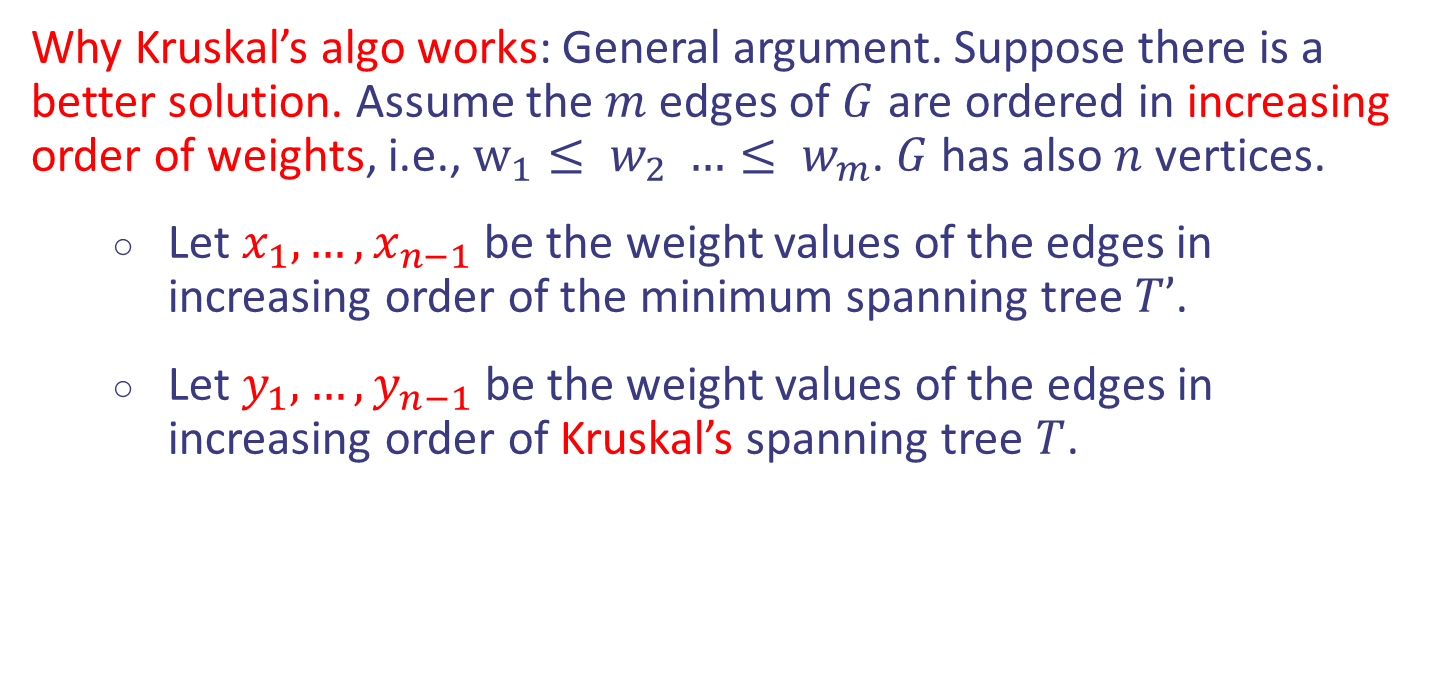 Why Kruskal’s algo works: General argument. Suppose there is a
better solution. Assume the m edges of G are ordered in increasing
order of weights, i.e., w₁ ≤ w₂ … ≤ wₘ. G has also n vertices.
○ Let x₁, … , xₙ₋₁ be the weight values of the edges in
increasing order of the minimum spanning tree T’.
○ Let y₁, … , yₙ₋₁ be the weight values of the edges in
increasing order of Kruskal’s spanning tree T.